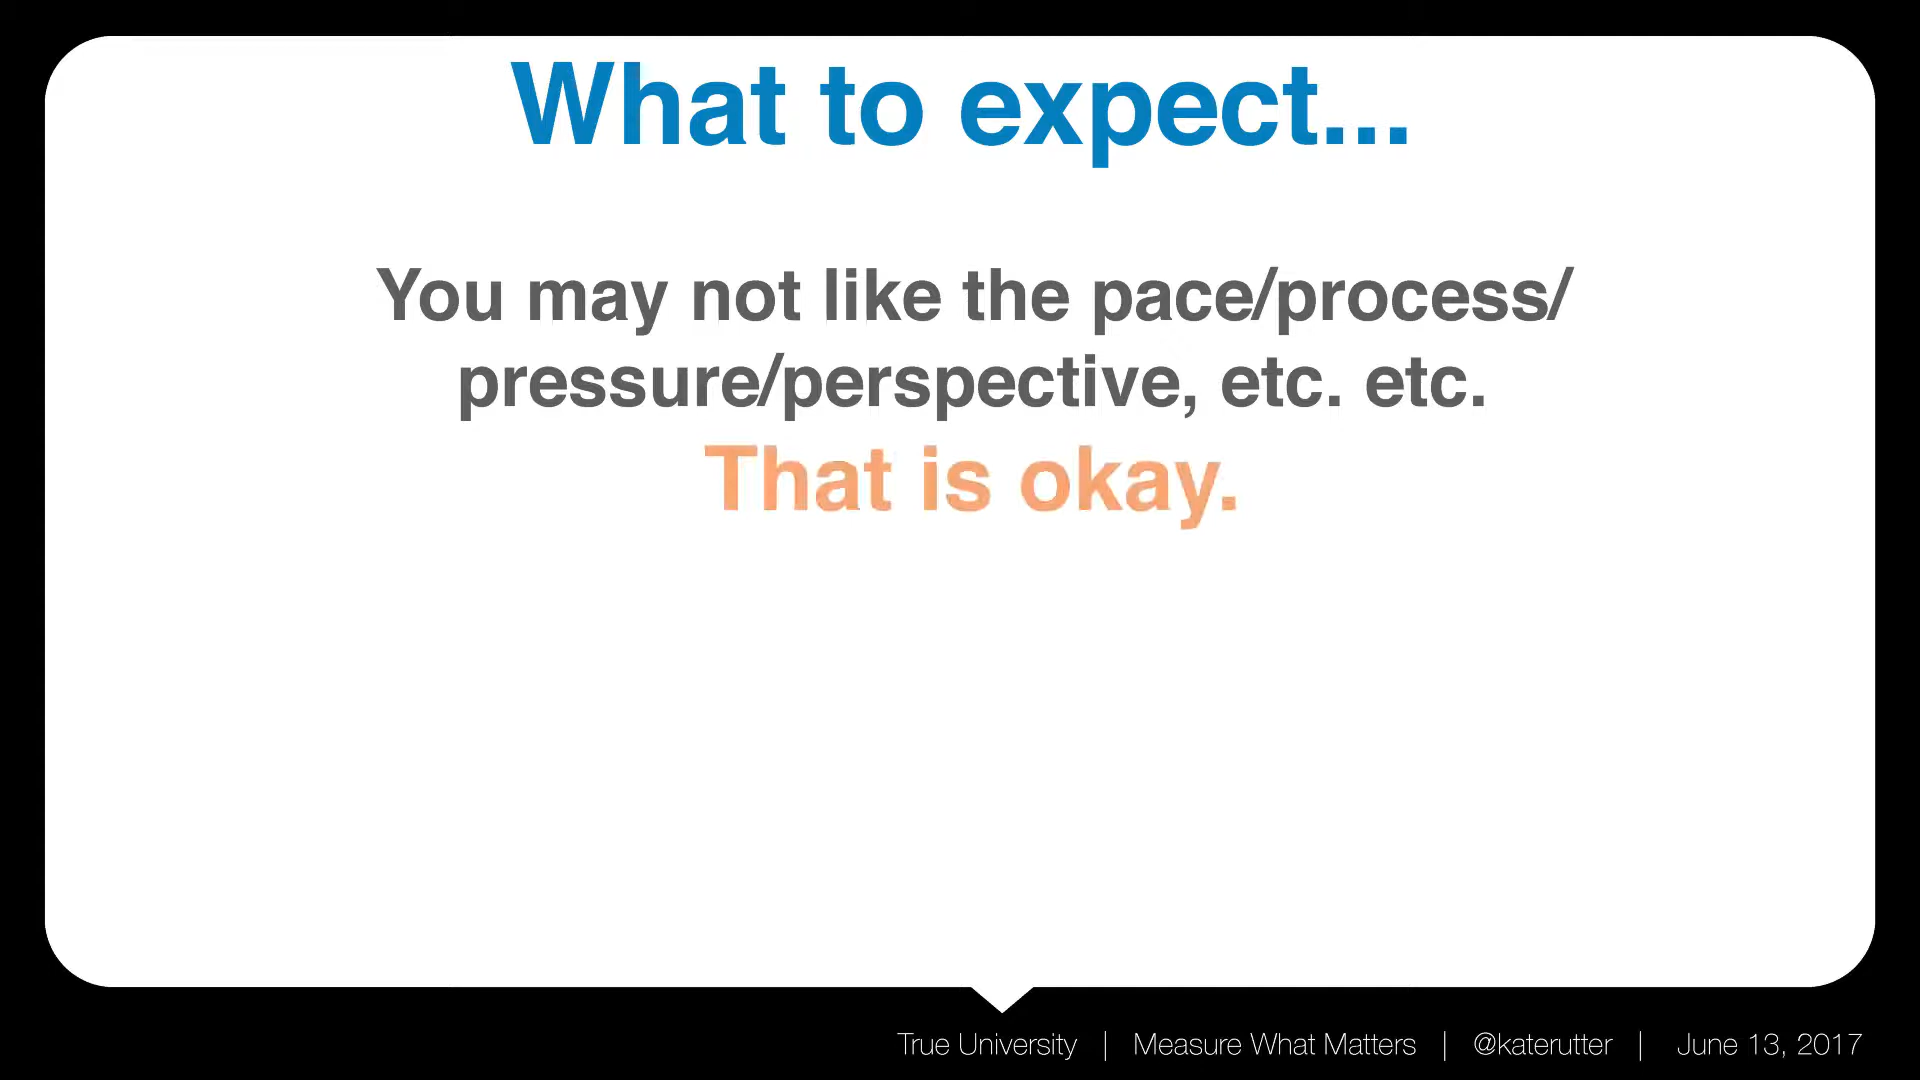 What to expect...
You may not like the pace/process/
pressure/perspective, etc. etc.
That is okay.
True University | Measure What Matters | @katerutter | June 13, 2017